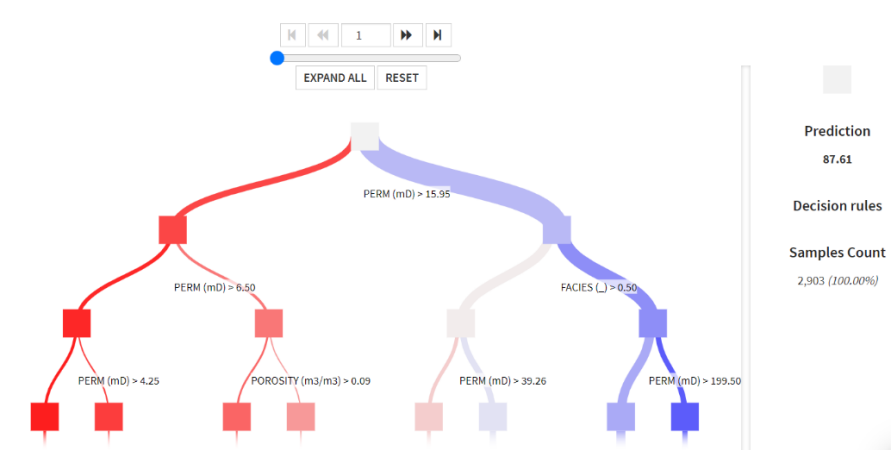 1
EXPAND ALL
RESET
PERM (mD) > 15.95
PERM (mD) > 6.50
FACIES (_) > 0.50
PERM (mD) > 4.25
POROSITY (m3/m3) > 0.09
PERM (mD) > 39.26
PERM (mD) > 199.50
Prediction
87.61
Decision rules
Samples Count
2,903 (100.00%)